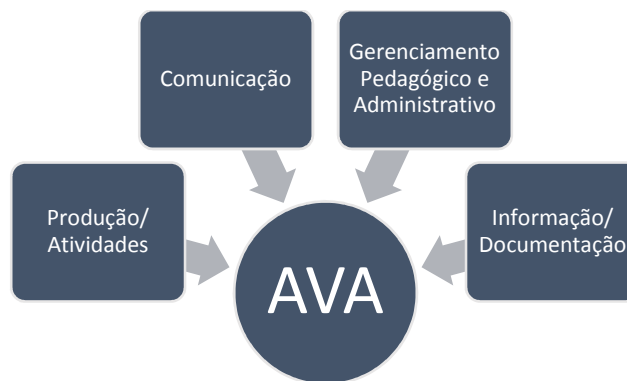 Comunicação
Gerenciamento
Pedagógico e
Administrativo
Produção/
Atividades
Informação/
Documentação
AVA